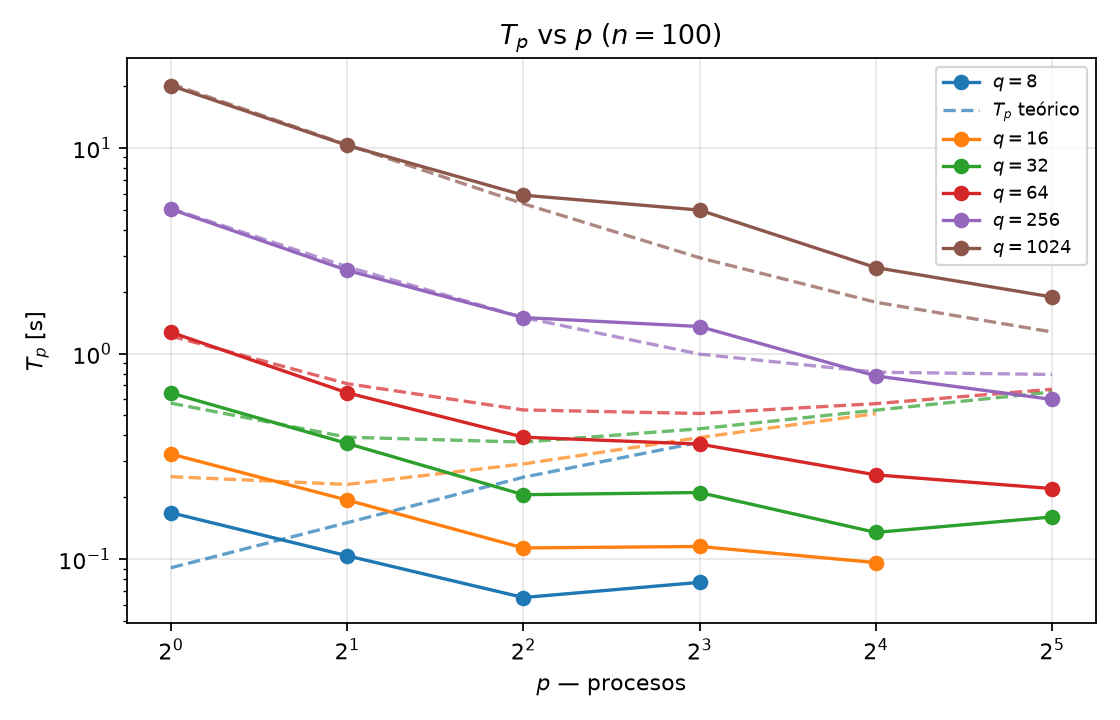 T_p vs p (n = 100)
q = 8
T_p teórico
q = 16
q = 32
q = 64
q = 256
q = 1024
T_p [s]
10^1
10^0
10^−1
2^0 2^1 2^2 2^3 2^4 2^5
p — procesos